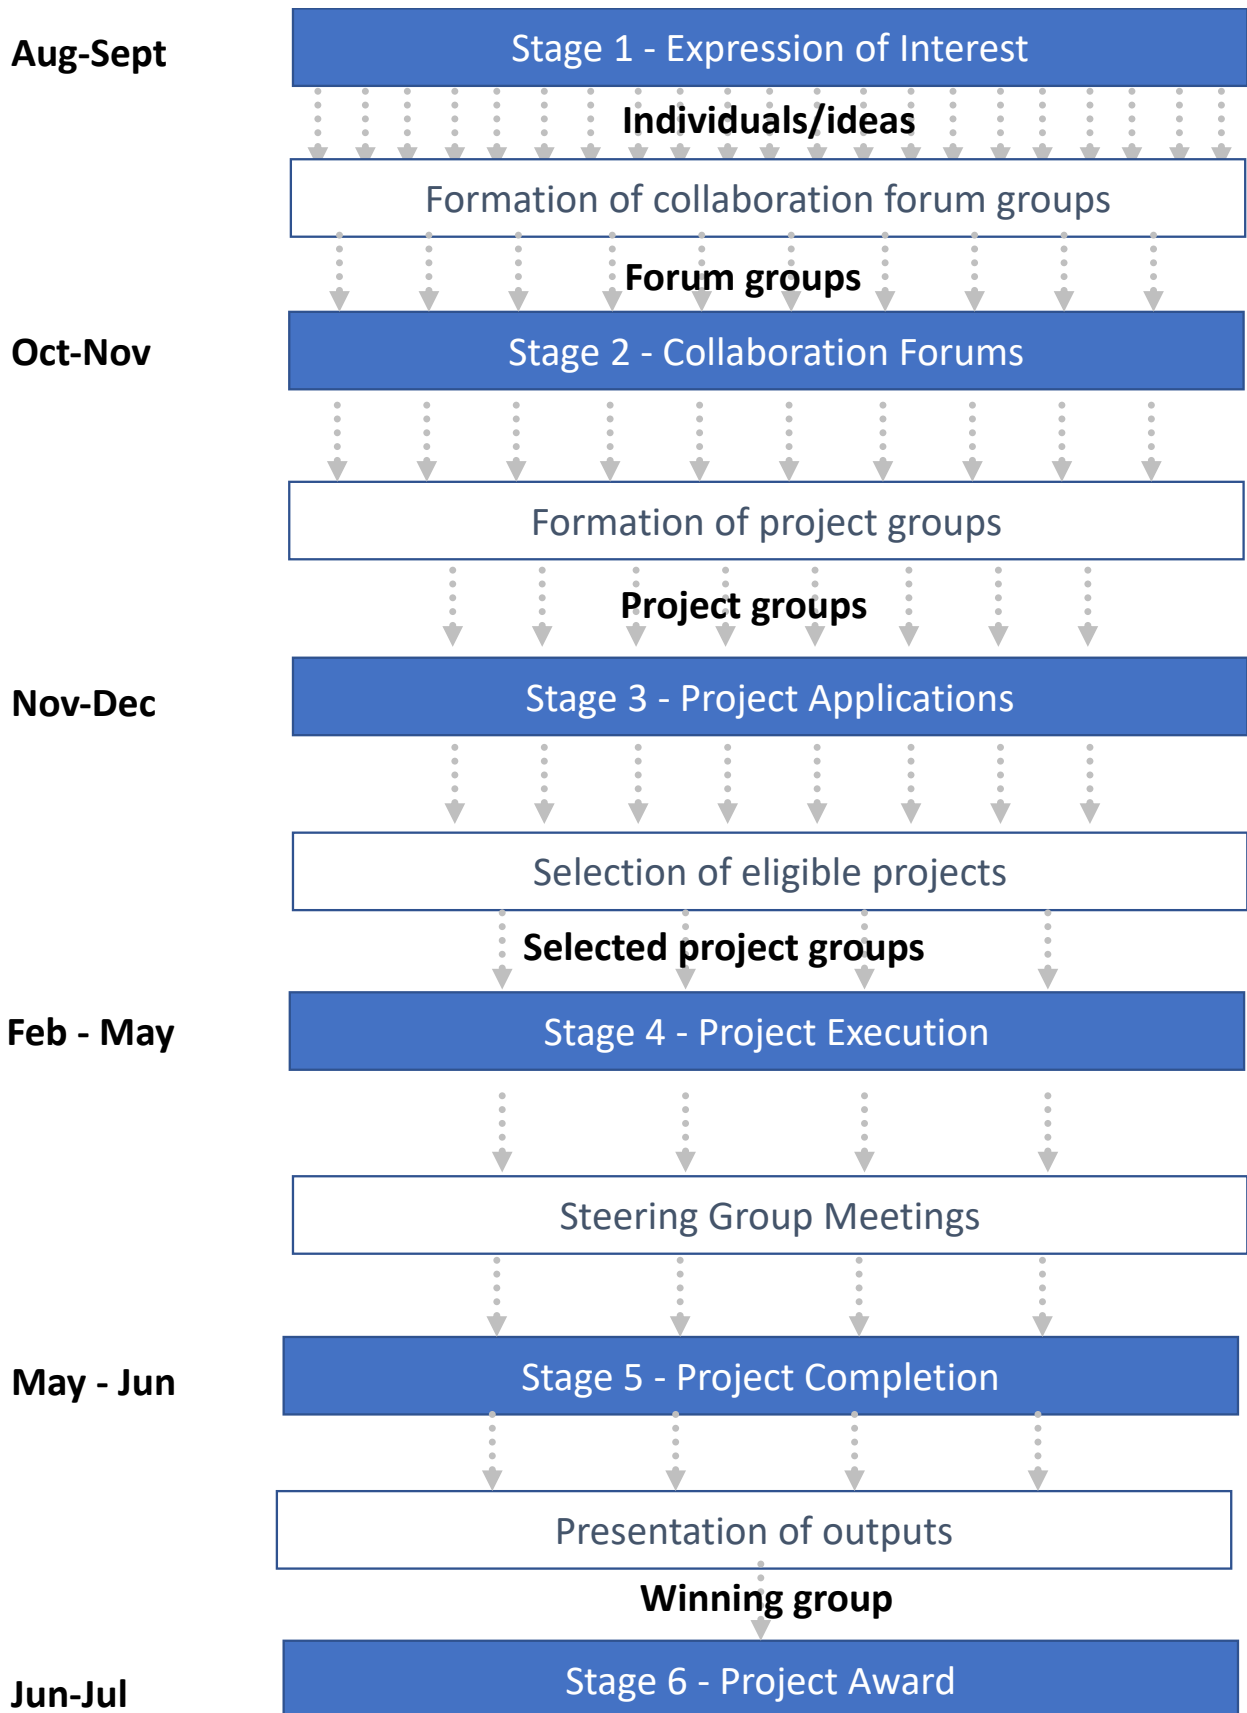 Aug-Sept
Stage 1 - Expression of Interest
Individuals/ideas
Formation of collaboration forum groups
Forum groups
Oct-Nov
Stage 2 - Collaboration Forums
Formation of project groups
Project groups
Nov-Dec
Stage 3 - Project Applications
Selection of eligible projects
Selected project groups
Feb - May
Stage 4 - Project Execution
Steering Group Meetings
May - Jun
Stage 5 - Project Completion
Presentation of outputs
Winning group
Jun-Jul
Stage 6 - Project Award